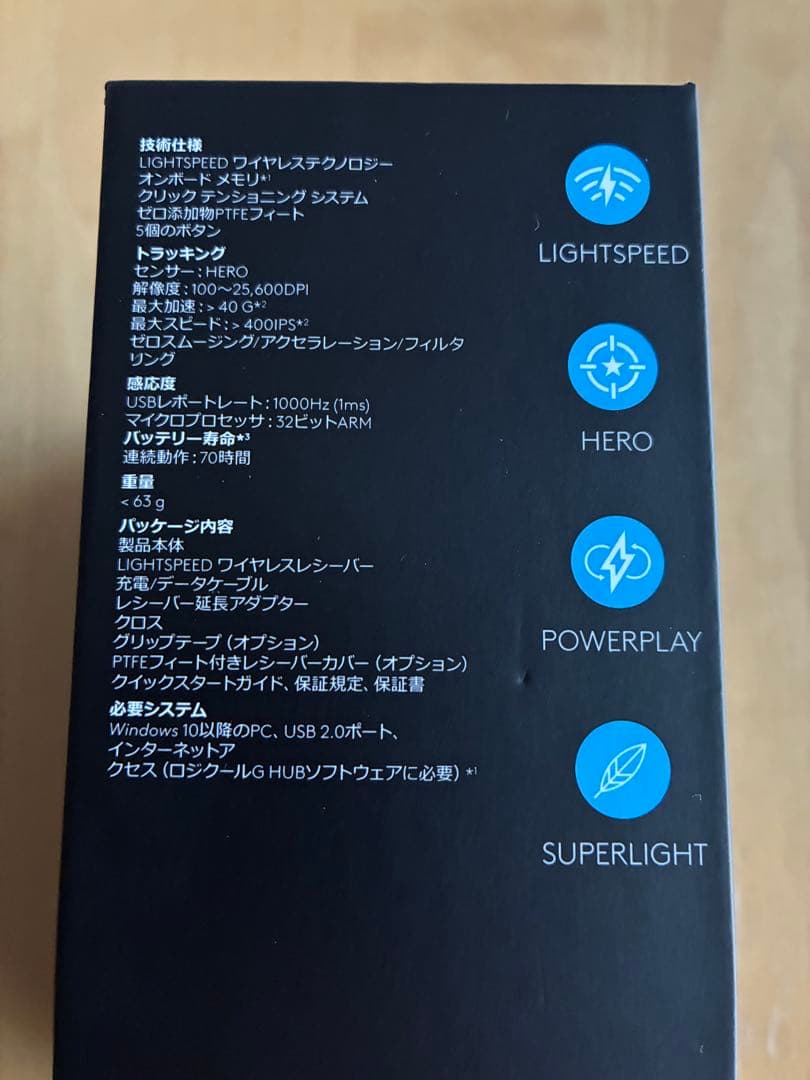 技術仕様
LIGHTSPEED ワイヤレステクノロジー
オンボード メモリ*1
クリック テンショニング システム
ゼロ添加物PTFEフィート
5個のボタン
トラッキング
センサー：HERO
解像度：100～25,600DPI
最大加速：> 40 G*2
最大スピード：> 400IPS*2
ゼロスムージング/アクセラレーション/フィルタ
リング
感応度
USBレポートレート：1000Hz (1ms)
マイクロプロセッサ：32ビットARM
バッテリー寿命*3
連続動作：70時間
重量
< 63 g
パッケージ内容
製品本体
LIGHTSPEED ワイヤレスレシーバー
充電/データケーブル
レシーバー延長アダプター
クロス
グリップテープ（オプション）
PTFEフィート付きレシーバーカバー（オプション）
クイックスタートガイド、保証規定、保証書
必要システム
Windows 10以降のPC、USB 2.0ポート、
インターネットア
クセス（ロジクールG HUBソフトウェアに必要）*1
LIGHTSPEED
HERO
POWERPLAY
SUPERLIGHT